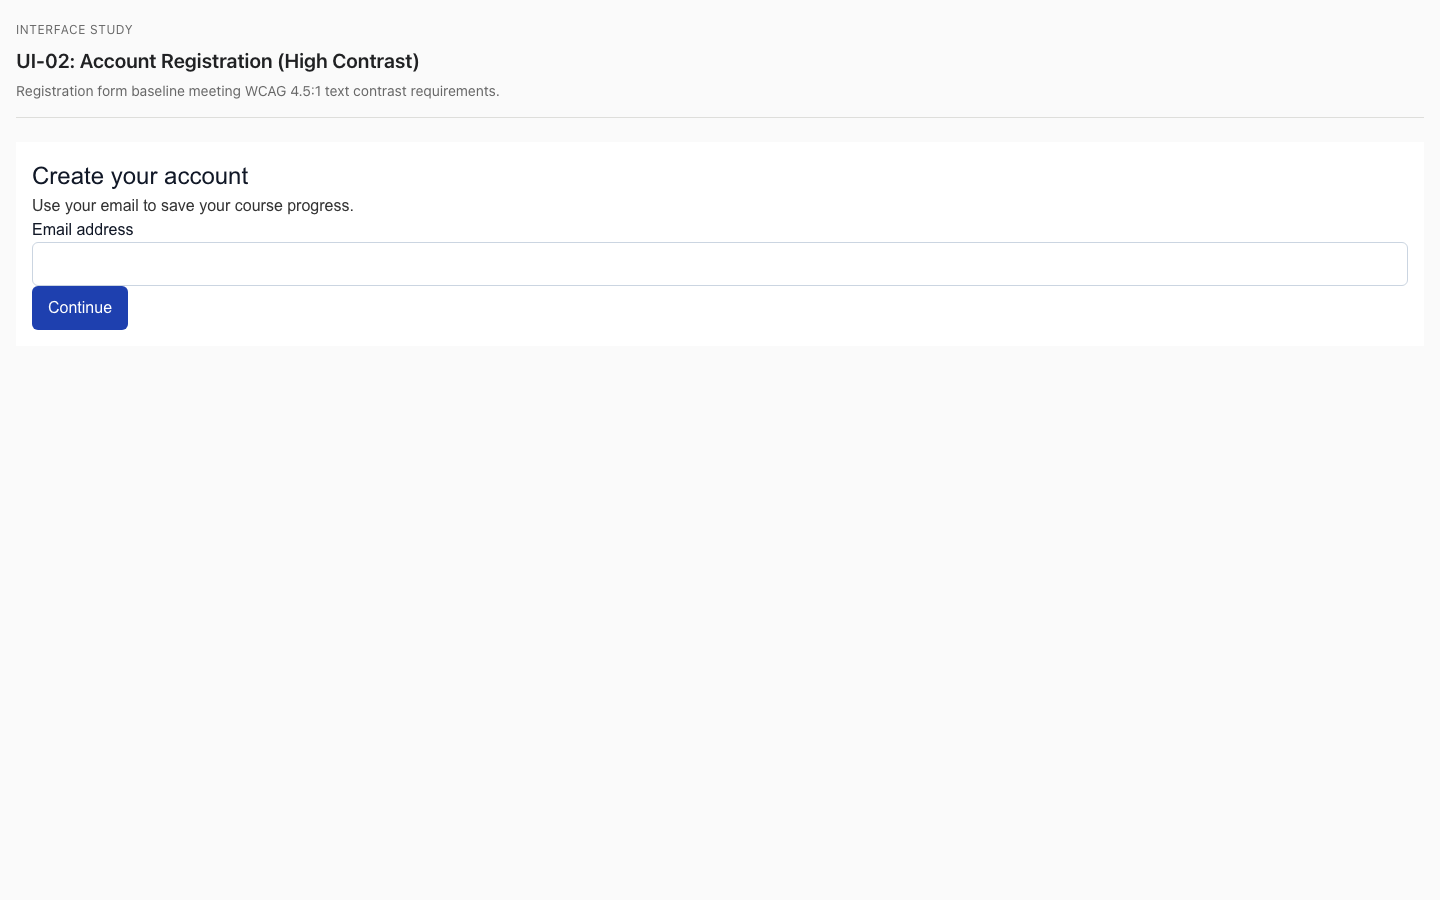 INTERFACE STUDY
UI-02: Account Registration (High Contrast)
Registration form baseline meeting WCAG 4.5:1 text contrast requirements.
Create your account
Use your email to save your course progress.
Email address
Continue